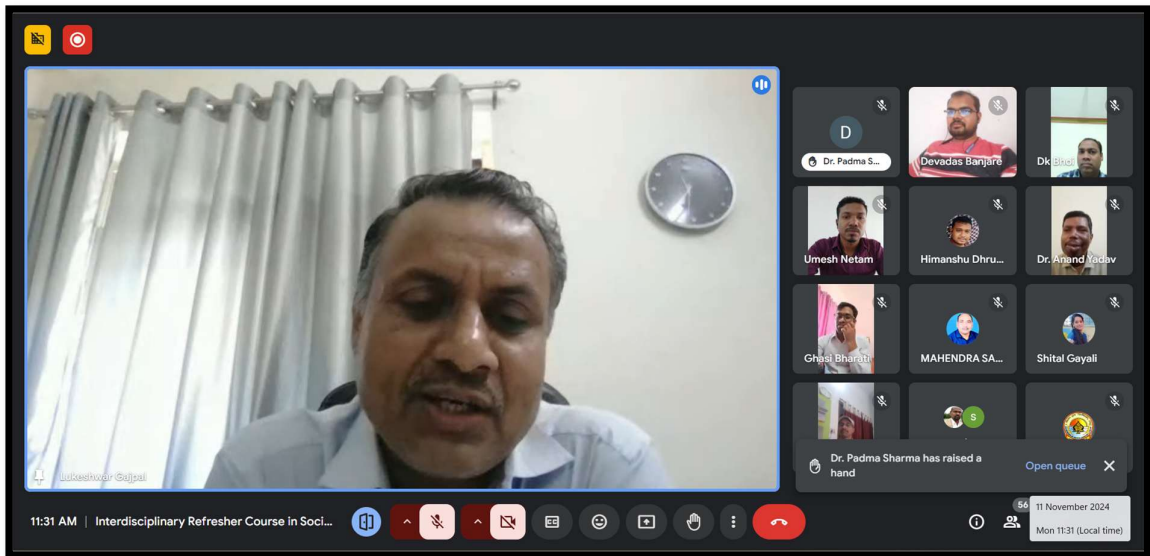 D
Dr. Padma S...
Devadas Banjare
Dk Bhoi
Umesh Netam
Himanshu Dhru...
Dr. Anand Yadav
Ghasi Bharati
MAHENDRA SA...
Shital Gayali
S
Lukeshwar Gajpal
Dr. Padma Sharma has raised a
hand
Open queue
11:31 AM | Interdisciplinary Refresher Course in Soci...
CC
56
11 November 2024
Mon 11:31 (Local time)